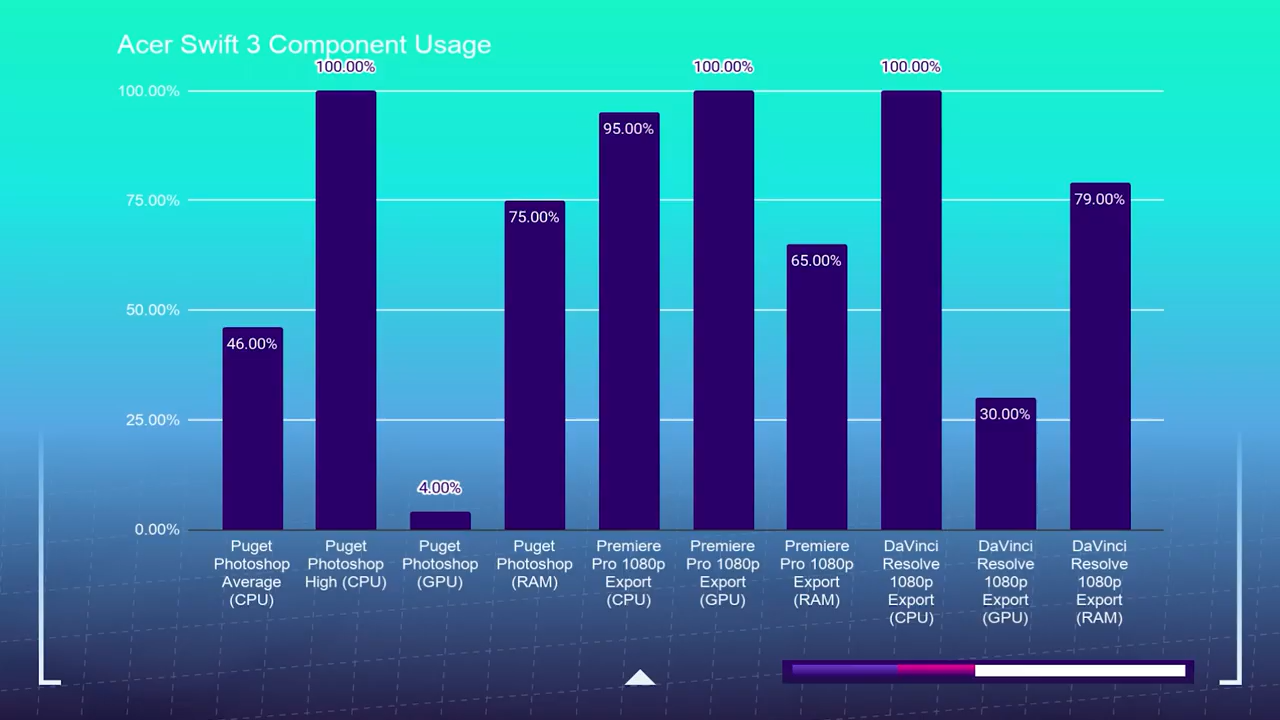 Acer Swift 3 Component Usage
100.00%
75.00%
50.00%
25.00%
0.00%
46.00%
100.00%
4.00%
75.00%
95.00%
100.00%
65.00%
100.00%
30.00%
79.00%
Puget
Photoshop
Average
(CPU)
Puget
Photoshop
High (CPU)
Puget
Photoshop
(GPU)
Puget
Photoshop
(RAM)
Premiere
Pro 1080p
Export
(CPU)
Premiere
Pro 1080p
Export
(GPU)
Premiere
Pro 1080p
Export
(RAM)
DaVinci
Resolve
1080p
Export
(CPU)
DaVinci
Resolve
1080p
Export
(GPU)
DaVinci
Resolve
1080p
Export
(RAM)